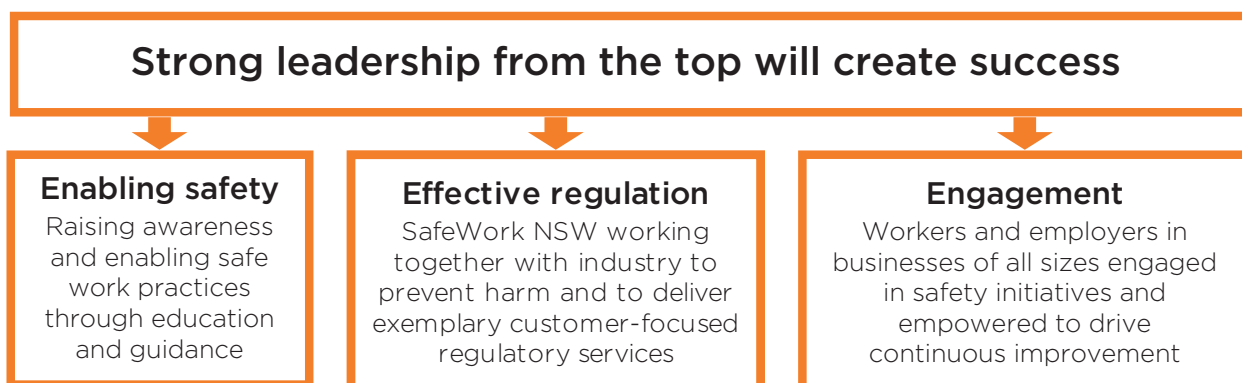 Strong leadership from the top will create success
Enabling safety
Raising awareness
and enabling safe
work practices
through education
and guidance
Effective regulation
SafeWork NSW working
together with industry to
prevent harm and to deliver
exemplary customer-focused
regulatory services
Engagement
Workers and employers in
businesses of all sizes engaged
in safety initiatives and
empowered to drive
continuous improvement